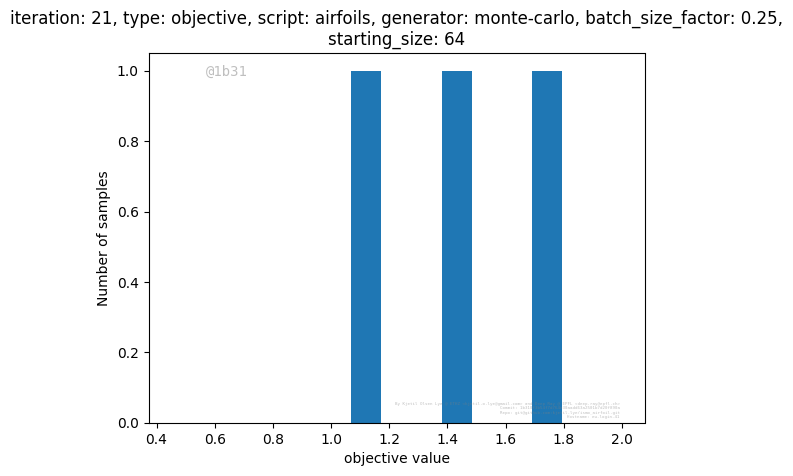 iteration: 21, type: objective, script: airfoils, generator: monte-carlo, batch_size_factor: 0.25,
starting_size: 64
@1b31
1.0
0.8
0.6
0.4
0.2
0.0
Number of samples
0.4 0.6 0.8 1.0 1.2 1.4 1.6 1.8 2.0
objective value